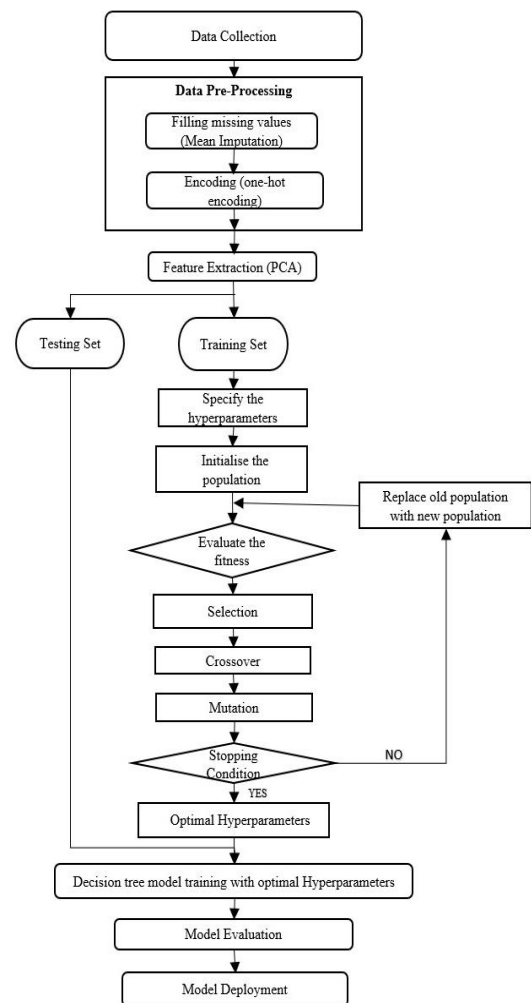 Data Collection
Data Pre-Processing
Filling missing values
(Mean Imputation)
Encoding (one-hot
encoding)
Feature Extraction (PCA)
Testing Set
Training Set
Specify the
hyperparameters
Initialise the
population
Replace old population
with new population
Evaluate the
fitness
Selection
Crossover
Mutation
Stopping
Condition
NO
YES
Optimal Hyperparameters
Decision tree model training with optimal Hyperparameters
Model Evaluation
Model Deployment